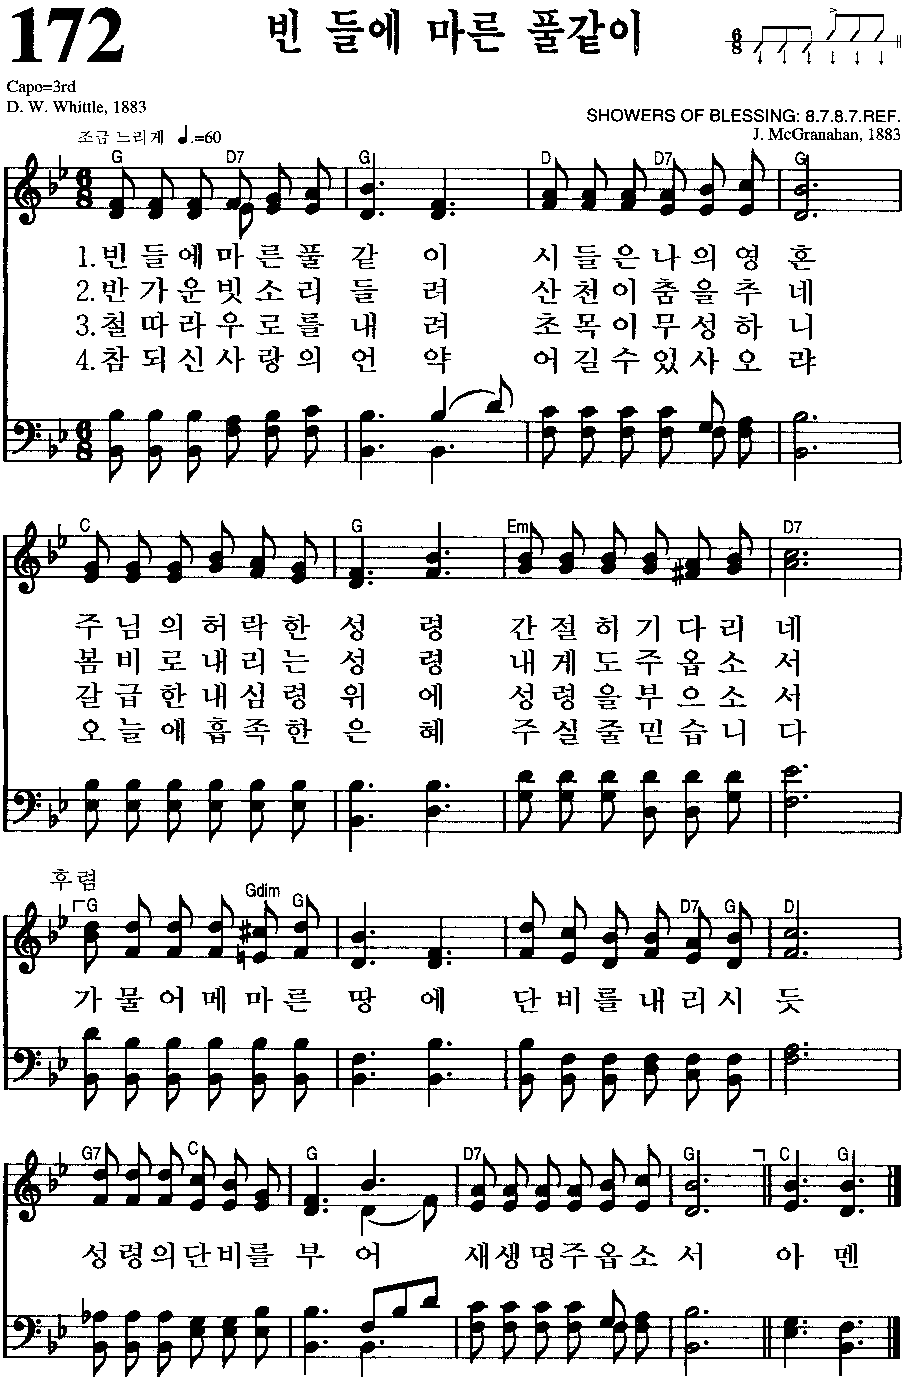 172 빈 들에 마른 풀같이
Capo=3rd
D. W. Whittle, 1883
SHOWERS OF BLESSING: 8.7.8.7.REF.
J. McGranahan, 1883
조금 느리게 ♩.=60
G D7 G D D7 G
6/8
1.빈 들에마른풀 같 이 시들은나의영 혼
2.반가운빗소리 들 려 산천이춤을추 네
3.철따라우로를 내 려 초목이무성하 니
4.참되신사랑의 언 약 어길수있사오 랴
6/8
C G Em D7
주님의허락한 성 령 간절히기다리 네
봄비로내리는 성 령 내게도주옵소 서
갈급한내심령 위 에 성령을부으소 서
오늘에흡족한 은 혜 주실줄믿습니 다
후렴
G Gdim G D7 G D
가물어메마른 땅 에 단비를내리시 듯
G7 C G D7 G C G
성령의단비를 부 어 새생명주옵소 서 아 멘